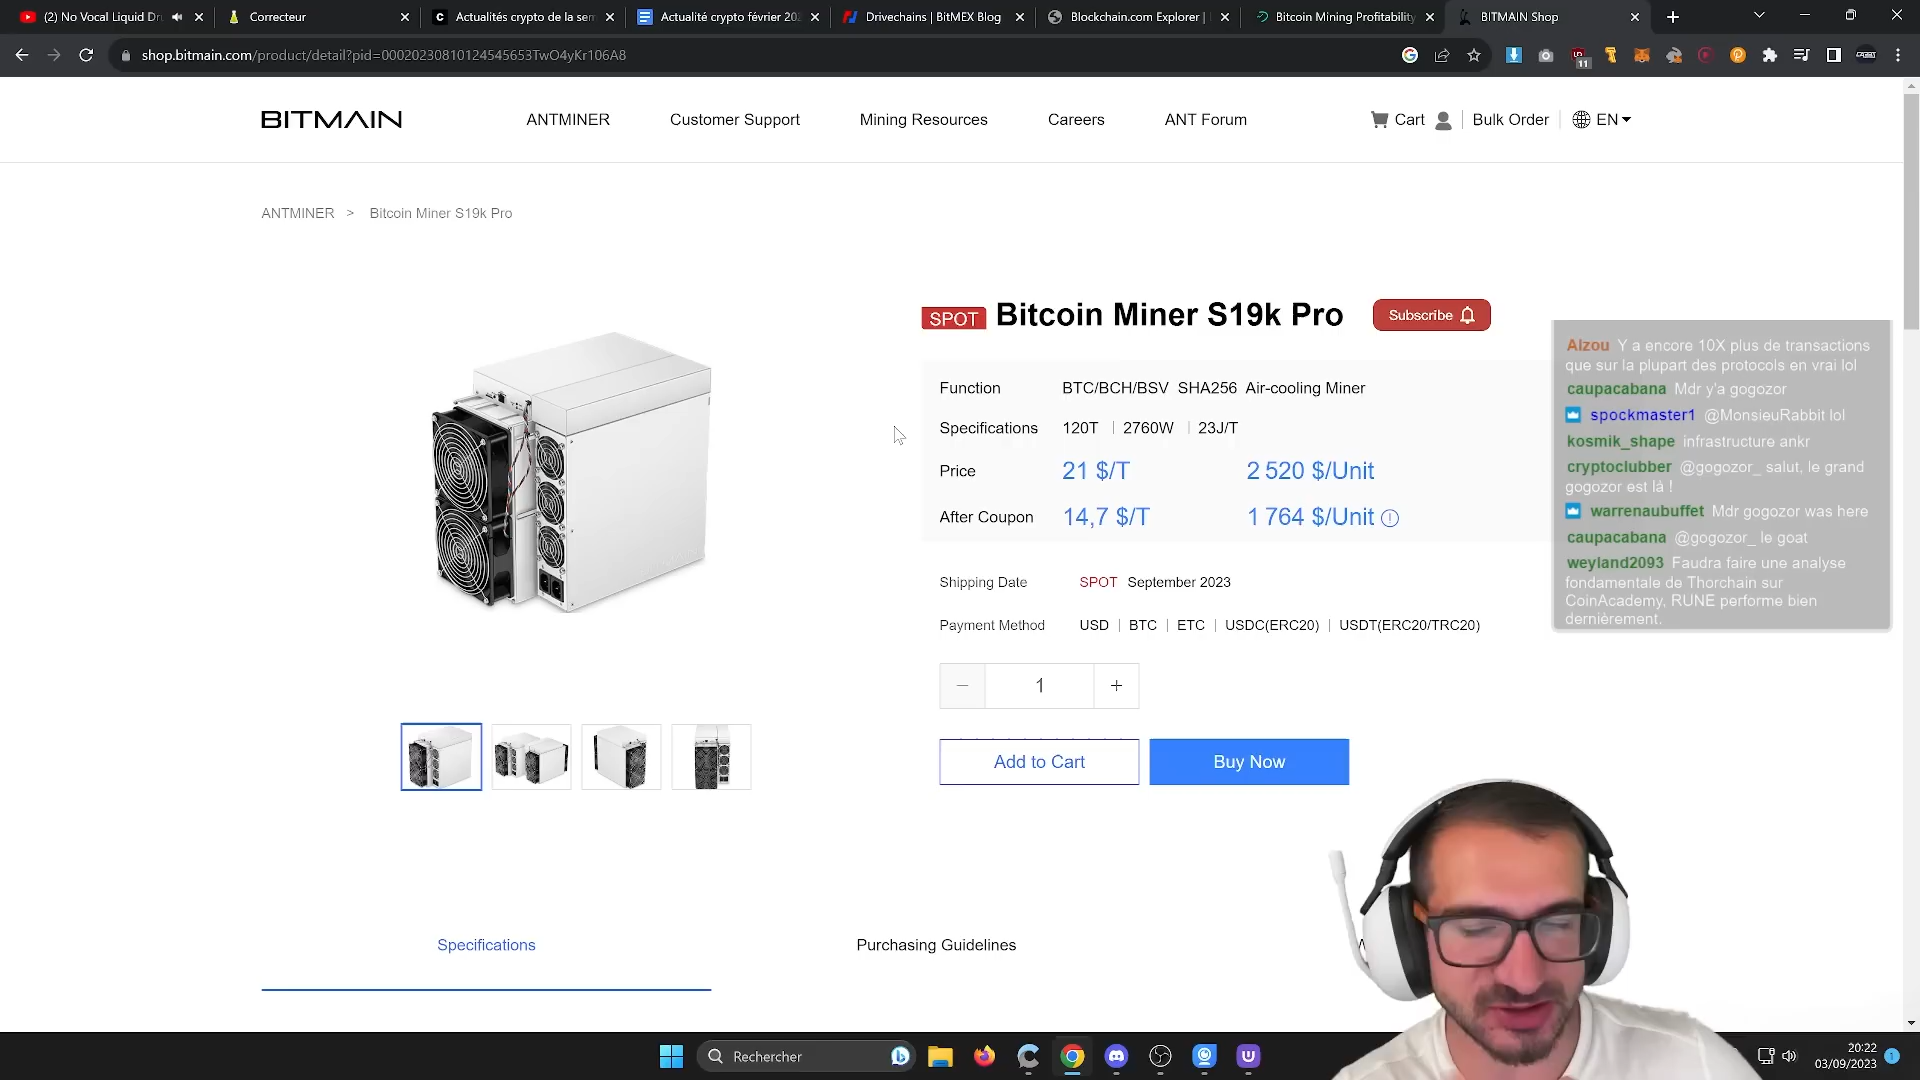 (2) No Vocal Liquid Dr
Correcteur
Actualités crypto de la sem
Actualité crypto février 202
Drivechains | BitMEX Blog
Blockchain.com Explorer |
Bitcoin Mining Profitability
BITMAIN Shop
shop.bitmain.com/product/detail?pid=00020230810124545653TwO4yKr106A8
11
BITMAIN
ANTMINER
Customer Support
Mining Resources
Careers
ANT Forum
Cart
Bulk Order
EN
ANTMINER > Bitcoin Miner S19k Pro
SPOT Bitcoin Miner S19k Pro
Subscribe
Function BTC/BCH/BSV SHA256 Air-cooling Miner
Specifications 120T | 2760W | 23J/T
Price 21 $/T 2 520 $/Unit
After Coupon 14,7 $/T 1 764 $/Unit
Shipping Date SPOT September 2023
Payment Method USD | BTC | ETC | USDC(ERC20) | USDT(ERC20/TRC20)
1
Add to Cart
Buy Now
Aizou Y a encore 10X plus de transactions
que sur la plupart des protocols en vrai lol
caupacabana Mdr y'a gogozor
spockmaster1 @MonsieuRabbit lol
kosmik_shape infrastructure ankr
cryptoclubber @gogozor_ salut, le grand
gogozor est là !
warrenaubuffet Mdr gogozor was here
caupacabana @gogozor_ le goat
weyland2093 Faudra faire une analyse
fondamentale de Thorchain sur
CoinAcademy, RUNE performe bien
dernièrement.
Specifications
Purchasing Guidelines
Rechercher
20:22
03/09/2023
1